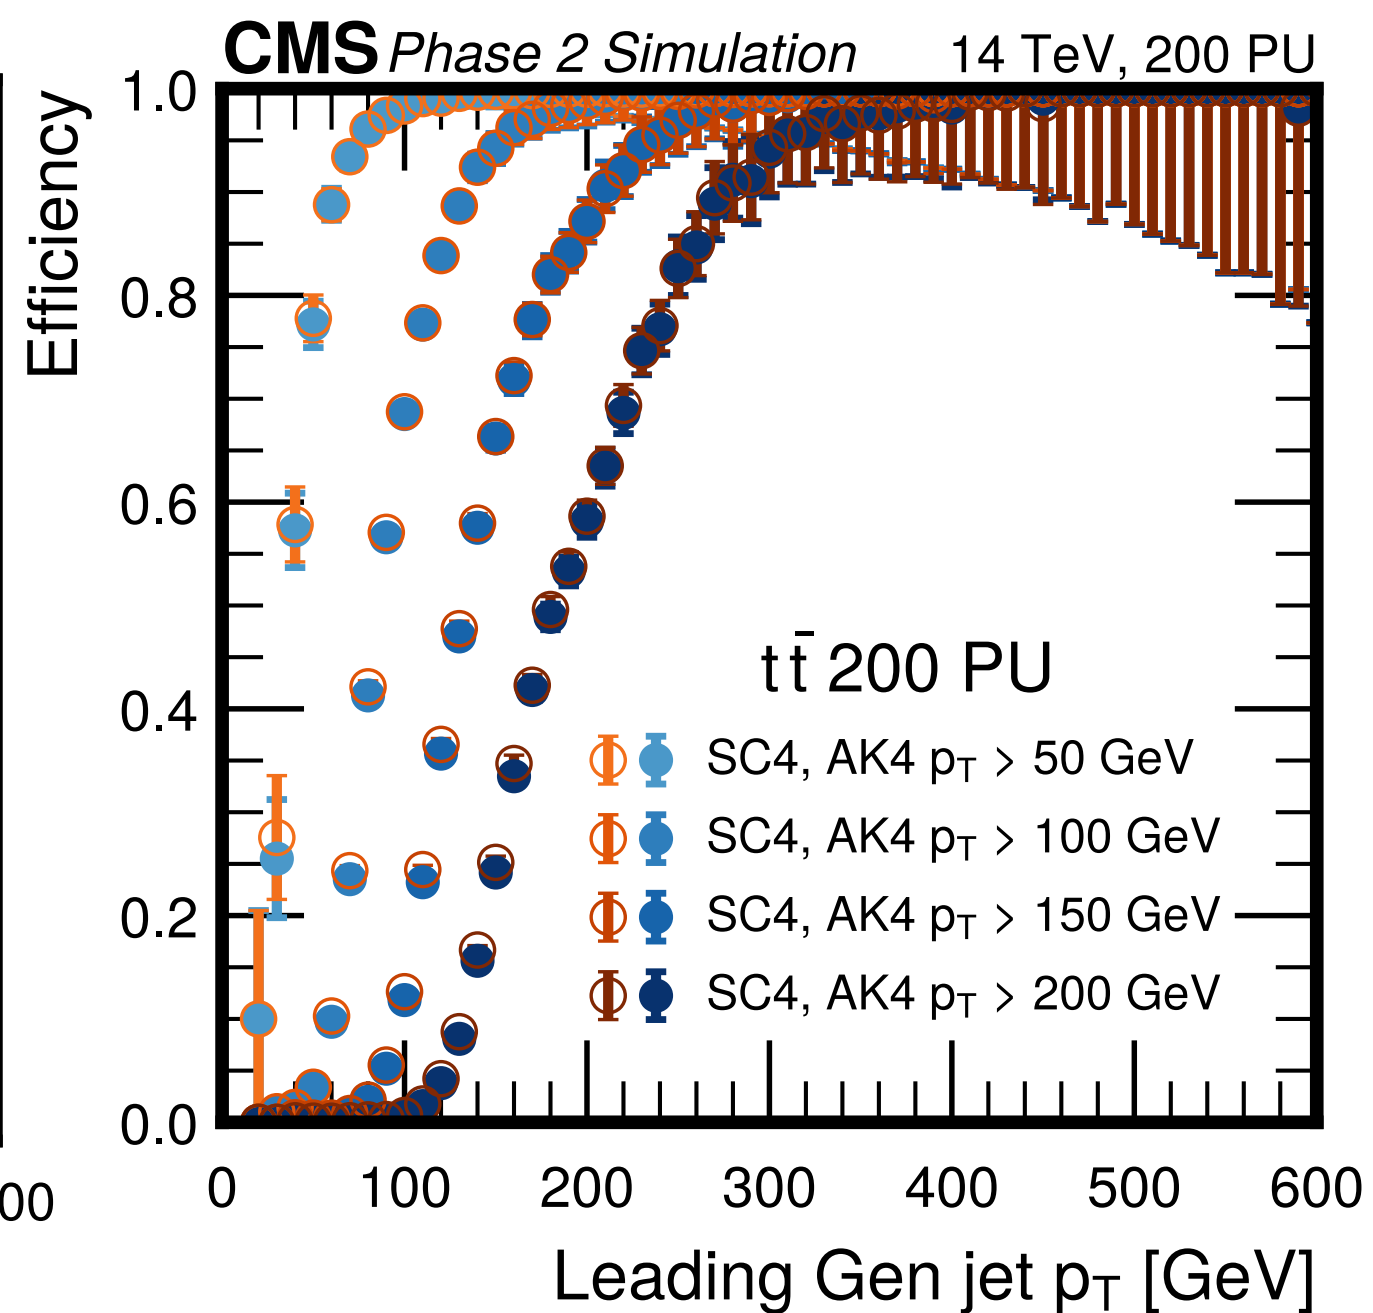 CMS Phase 2 Simulation 14 TeV, 200 PU
Efficiency
1.0
0.8
0.6
0.4
0.2
0.0
tt̄ 200 PU
SC4, AK4 pT > 50 GeV
SC4, AK4 pT > 100 GeV
SC4, AK4 pT > 150 GeV
SC4, AK4 pT > 200 GeV
00
0 100 200 300 400 500 600
Leading Gen jet pT [GeV]